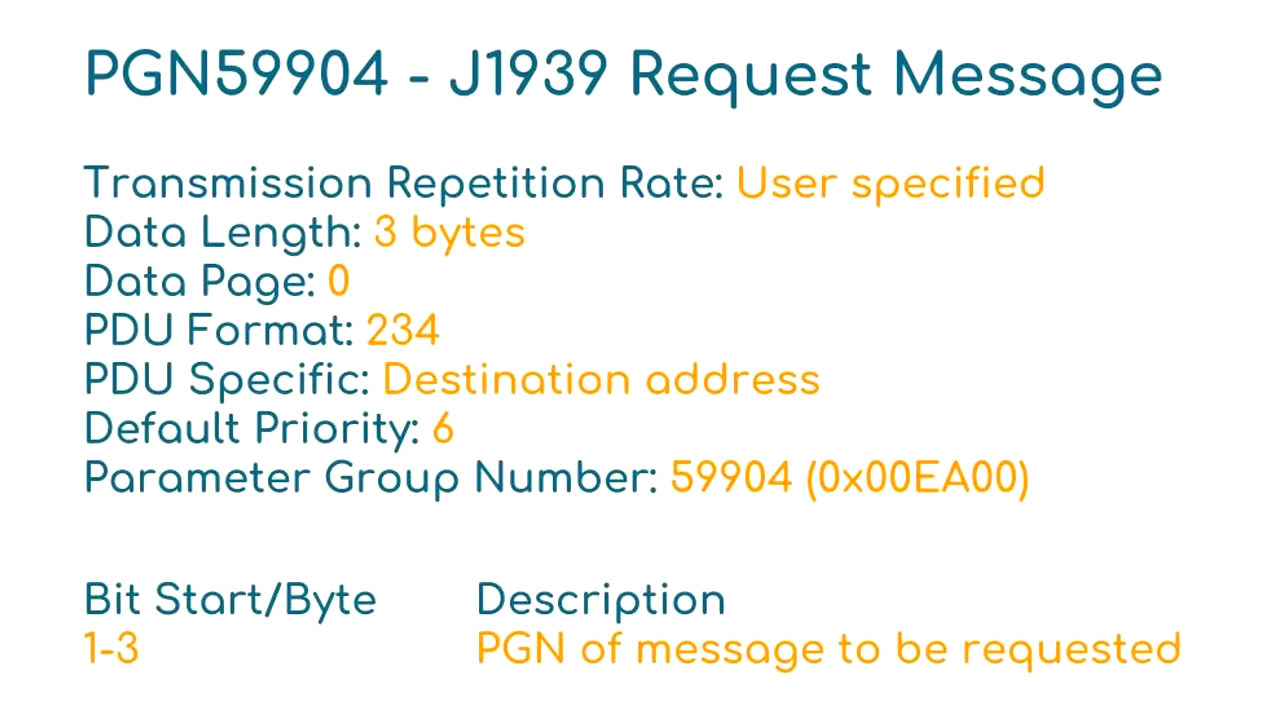 PGN59904 - J1939 Request Message
Transmission Repetition Rate: User specified
Data Length: 3 bytes
Data Page: 0
PDU Format: 234
PDU Specific: Destination address
Default Priority: 6
Parameter Group Number: 59904 (0x00EA00)
Bit Start/Byte Description
1-3 PGN of message to be requested